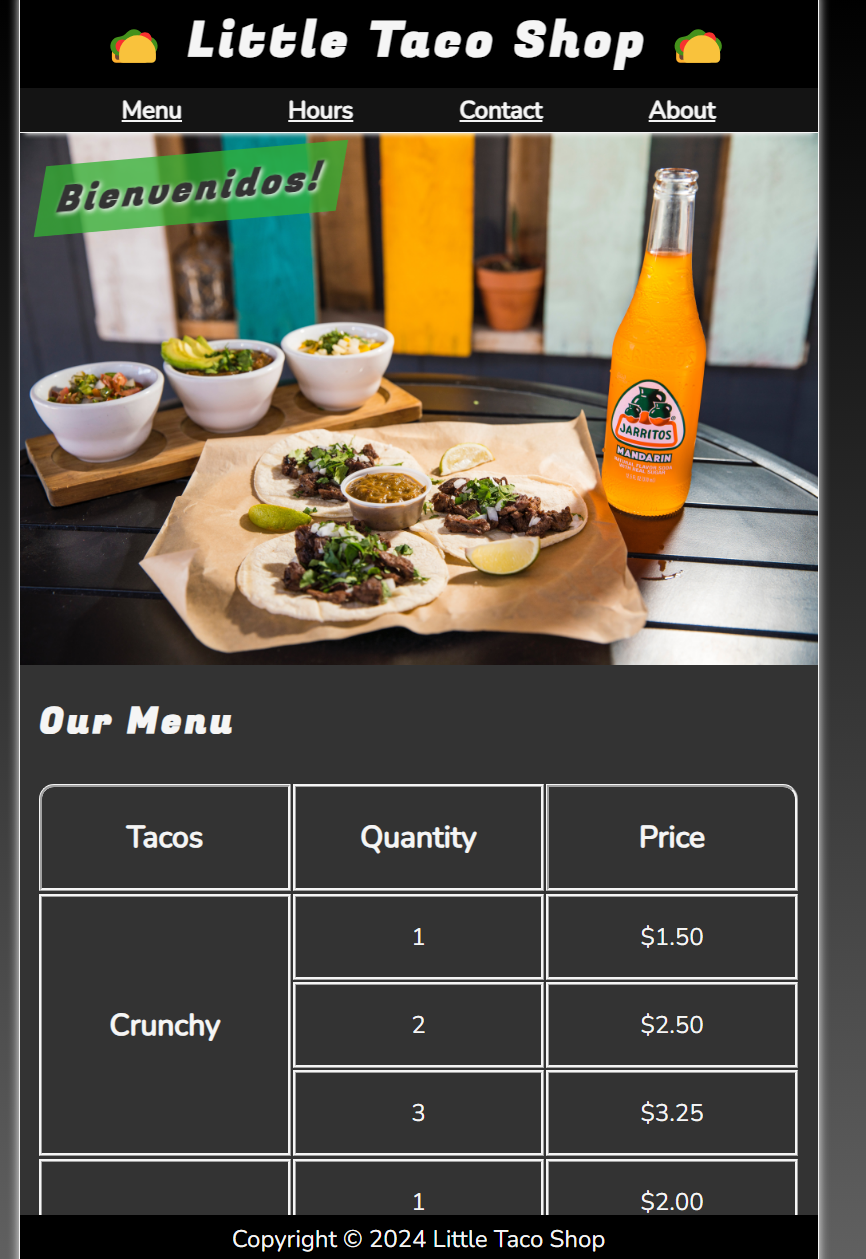 Little Taco Shop
Menu Hours Contact About
Bienvenidos!
JARRITOS
MANDARIN
Our Menu
Tacos Quantity Price
Crunchy
1 $1.50
2 $2.50
3 $3.25
1 $2.00
Copyright © 2024 Little Taco Shop